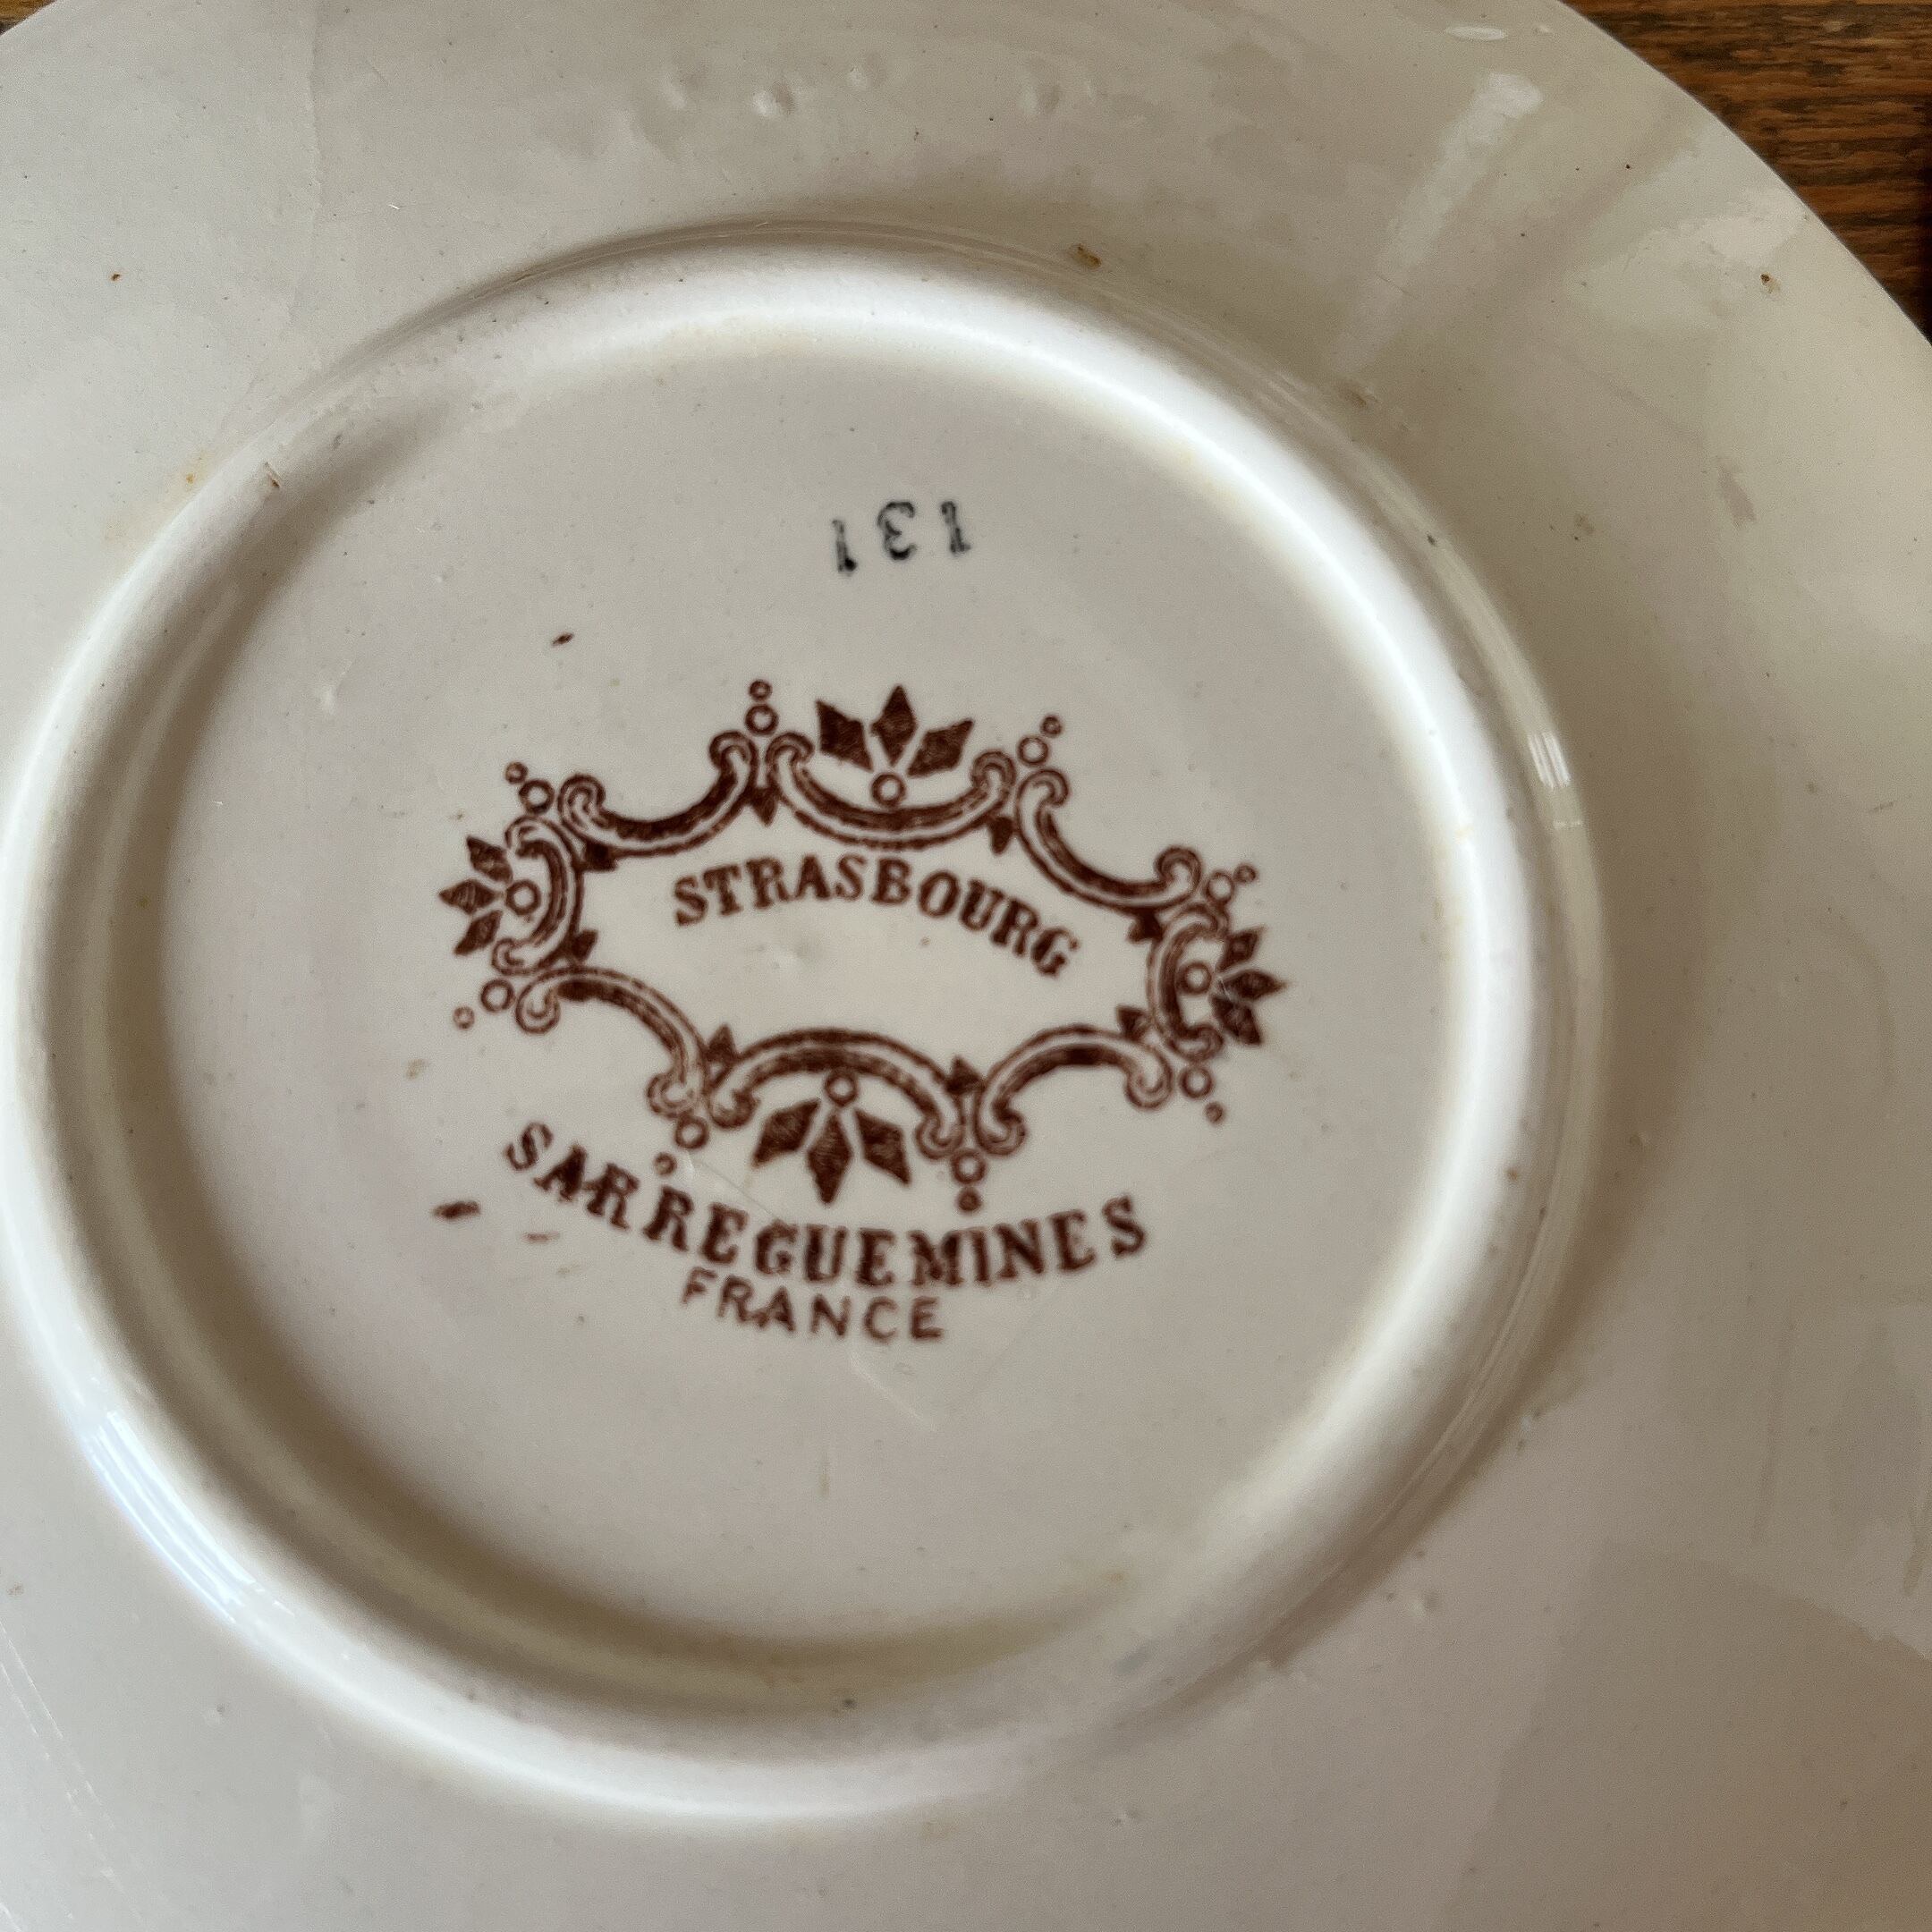 131
STRASBOURG
SARREGUEMINES
FRANCE